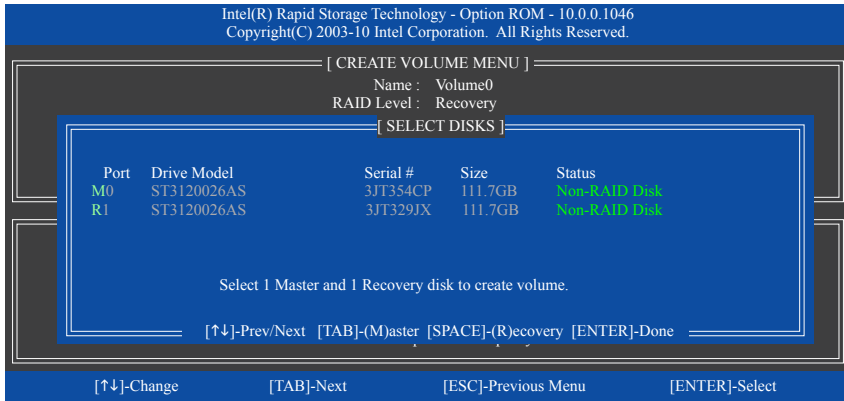 Intel(R) Rapid Storage Technology - Option ROM - 10.0.0.1046
Copyright(C) 2003-10 Intel Corporation. All Rights Reserved.
[ CREATE VOLUME MENU ]
Name : Volume0
RAID Level : Recovery
[ SELECT DISKS ]
Port Drive Model Serial # Size Status
M0 ST3120026AS 3JT354CP 111.7GB Non-RAID Disk
R1 ST3120026AS 3JT329JX 111.7GB Non-RAID Disk
Select 1 Master and 1 Recovery disk to create volume.
[↑↓]-Prev/Next [TAB]-(M)aster [SPACE]-(R)ecovery [ENTER]-Done
[↑↓]-Change [TAB]-Next [ESC]-Previous Menu [ENTER]-Select